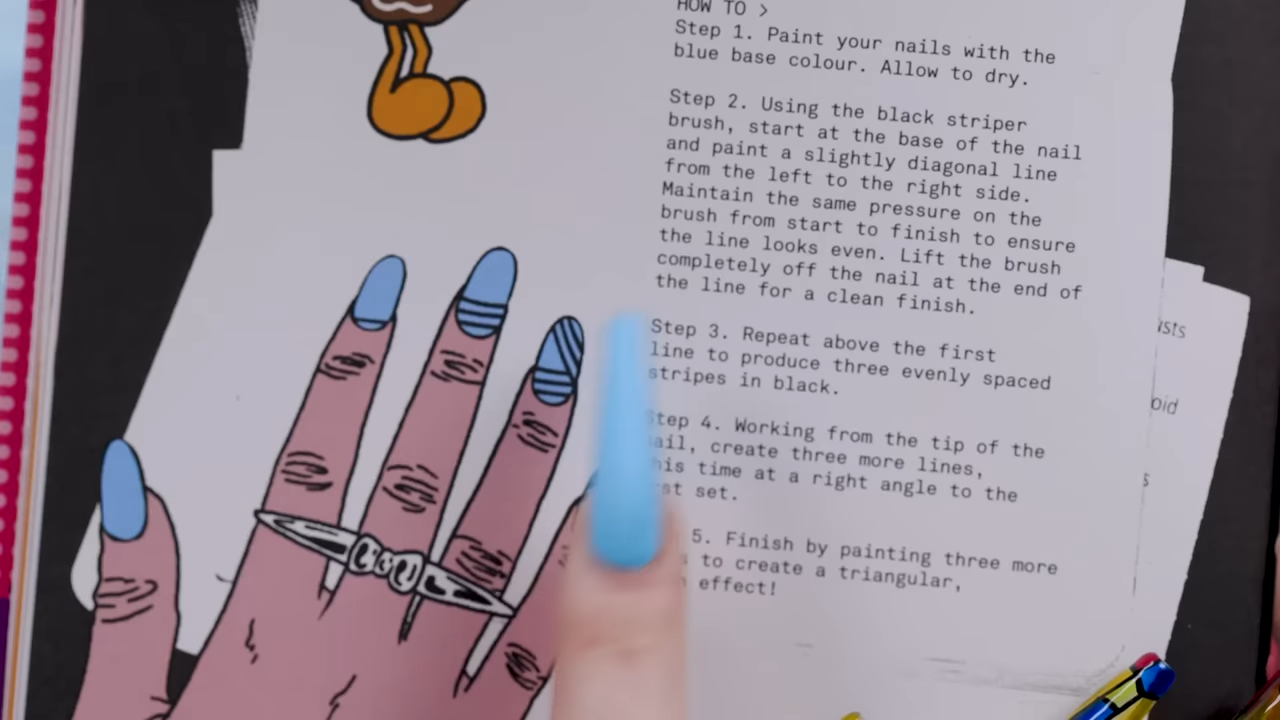 HOW TO >
Step 1. Paint your nails with the
blue base colour. Allow to dry.
Step 2. Using the black striper
brush, start at the base of the nail
and paint a slightly diagonal line
from the left to the right side.
Maintain the same pressure on the
brush from start to finish to ensure
the line looks even. Lift the brush
completely off the nail at the end of
the line for a clean finish.
Step 3. Repeat above the first
line to produce three evenly spaced
stripes in black.
Step 4. Working from the tip of the
nail, create three more lines,
this time at a right angle to the
set.
5. Finish by painting three more
to create a triangular,
effect!